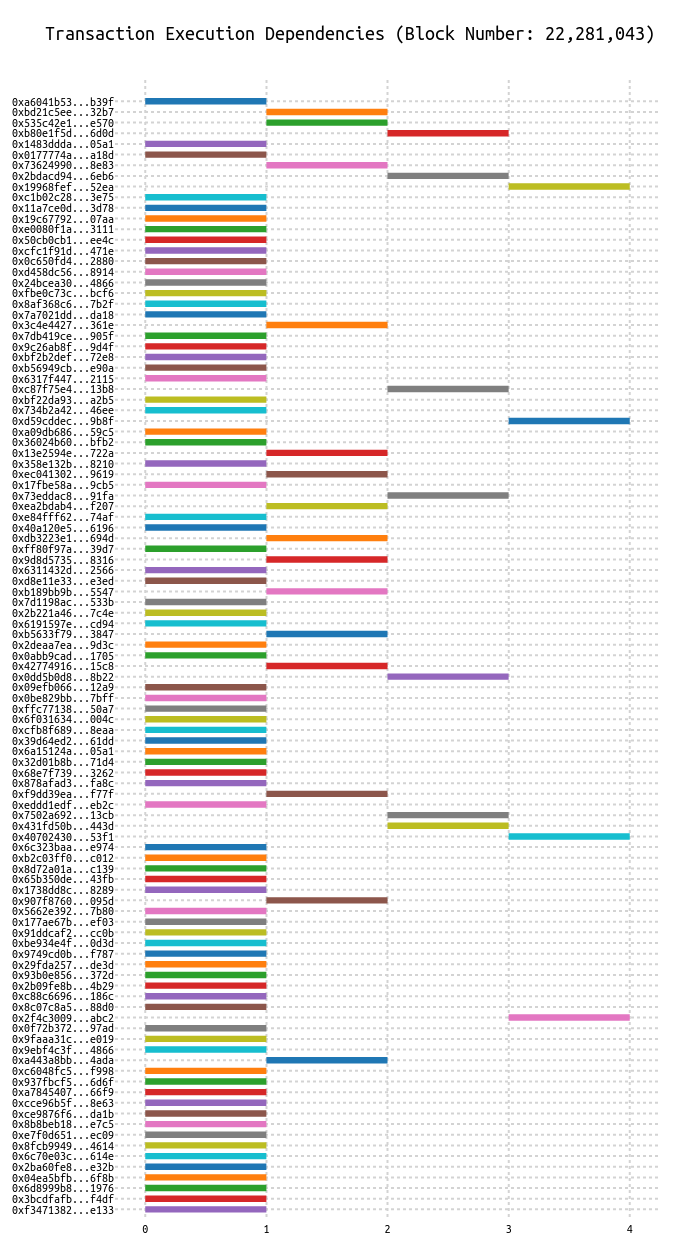 Transaction Execution Dependencies (Block Number: 22,281,043)
0xa6041b53...b39f
0xbd21c5ee...32b7
0x535c42e1...e570
0xb80e1f5d...6d0d
0x1483ddda...05a1
0x0177774a...a18d
0x73624990...8e83
0x2bdacd94...6eb6
0x19968fef...52ea
0xc1b02c28...3e75
0x11a7ce0d...3d78
0x19c67792...07aa
0xe0080f1a...3111
0x50cb0cb1...ee4c
0xcfc1f91d...471e
0x0c650fd4...2880
0xd458dc56...8914
0x24bcea30...4866
0xfbe0c73c...bcf6
0x8af368c6...7b2f
0x7a7021dd...da18
0x3c4e4427...361e
0x7db419ce...905f
0x9c26ab8f...9d4f
0xbf2b2def...72e8
0xb56949cb...e90a
0x6317f447...2115
0xc87f75e4...13b8
0xbf22da93...a2b5
0x734b2a42...46ee
0xd59cddec...9b8f
0xa09db686...59c5
0x36024b60...bfb2
0x13e2594e...722a
0x358e132b...8210
0xec041302...9619
0x17fbe58a...9cb5
0x73eddac8...91fa
0xea2bdab4...f207
0xe84fff62...74af
0x40a120e5...6196
0xdb3223e1...694d
0xff80f97a...39d7
0x9d8d5735...8316
0x6311432d...2566
0xd8e11e33...e3ed
0xb189bb9b...5547
0x7d1198ac...533b
0x2b221a46...7c4e
0x6191597e...cd94
0xb5633f79...3847
0x2deaa7ea...9d3c
0x0abb9cad...1705
0x42774916...15c8
0x0dd5b0d8...8b22
0x09efb066...12a9
0x0be829bb...7bff
0xffc77138...50a7
0x6f031634...004c
0xcfb8f689...8eaa
0x39d64ed2...61dd
0x6a15124a...05a1
0x32d01b8b...71d4
0x68e7f739...3262
0x878afad3...fa8c
0xf9dd39ea...f77f
0xeddd1edf...eb2c
0x7502a692...13cb
0x431fd50b...443d
0x40702430...53f1
0x6c323baa...e974
0xb2c03ff0...c012
0x8d72a01a...c139
0x65b350de...43fb
0x1738dd8c...8289
0x907f8760...095d
0x5662e392...7b80
0x177ae67b...ef03
0x91ddcaf2...cc0b
0xbe934e4f...0d3d
0x9749cd0b...f787
0x29fda257...de3d
0x93b0e856...372d
0x2b09fe8b...4b29
0xc88c6696...186c
0x8c07c8a5...88d0
0x2f4c3009...abc2
0x0f72b372...97ad
0x9faaa31c...e019
0x9ebf4c3f...4866
0xa443a8bb...4ada
0xc6048fc5...f998
0x937fbcf5...6d6f
0xa7845407...66f9
0xcce96b5f...8e63
0xce9876f6...da1b
0x8b8beb18...e7c5
0xe7f0d651...ec09
0x8fcb9949...4614
0x6c70e03c...614e
0x2ba60fe8...e32b
0x04ea5bfb...6f8b
0x6d8999b8...1976
0x3bcdfafb...f4df
0xf3471382...e133
0 1 2 3 4